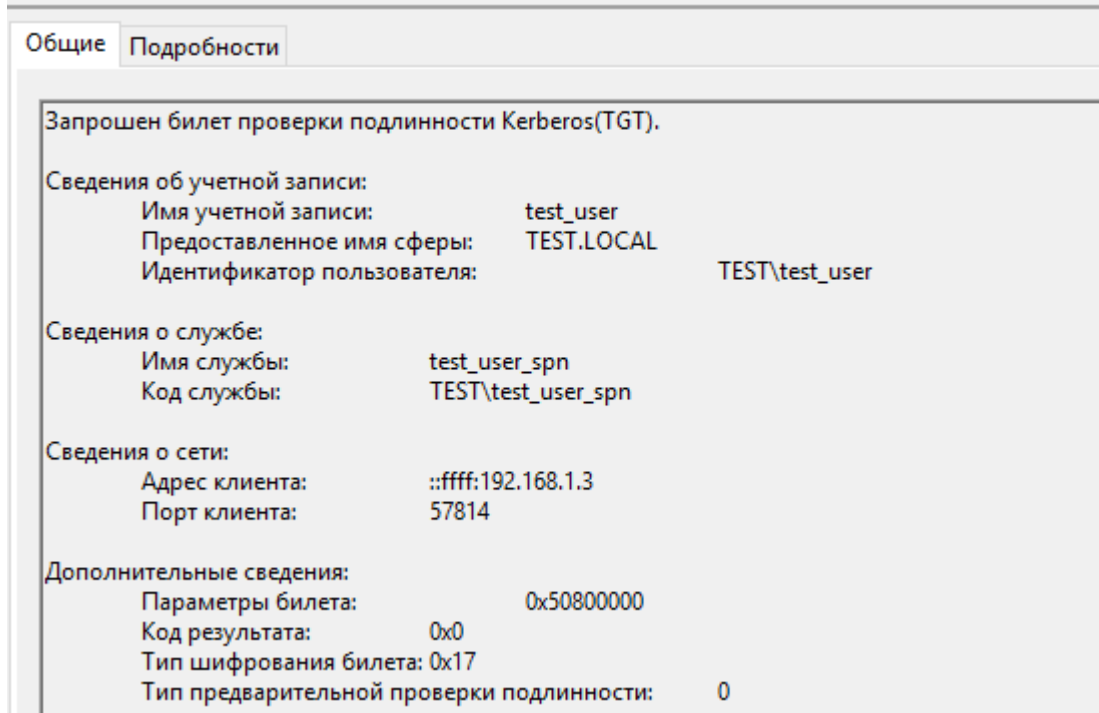 Общие Подробности
Запрошен билет проверки подлинности Kerberos(TGT).
Сведения об учетной записи:
Имя учетной записи: test_user
Предоставленное имя сферы: TEST.LOCAL
Идентификатор пользователя: TEST\test_user
Сведения о службе:
Имя службы: test_user_spn
Код службы: TEST\test_user_spn
Сведения о сети:
Адрес клиента: ::ffff:192.168.1.3
Порт клиента: 57814
Дополнительные сведения:
Параметры билета: 0x50800000
Код результата: 0x0
Тип шифрования билета: 0x17
Тип предварительной проверки подлинности: 0